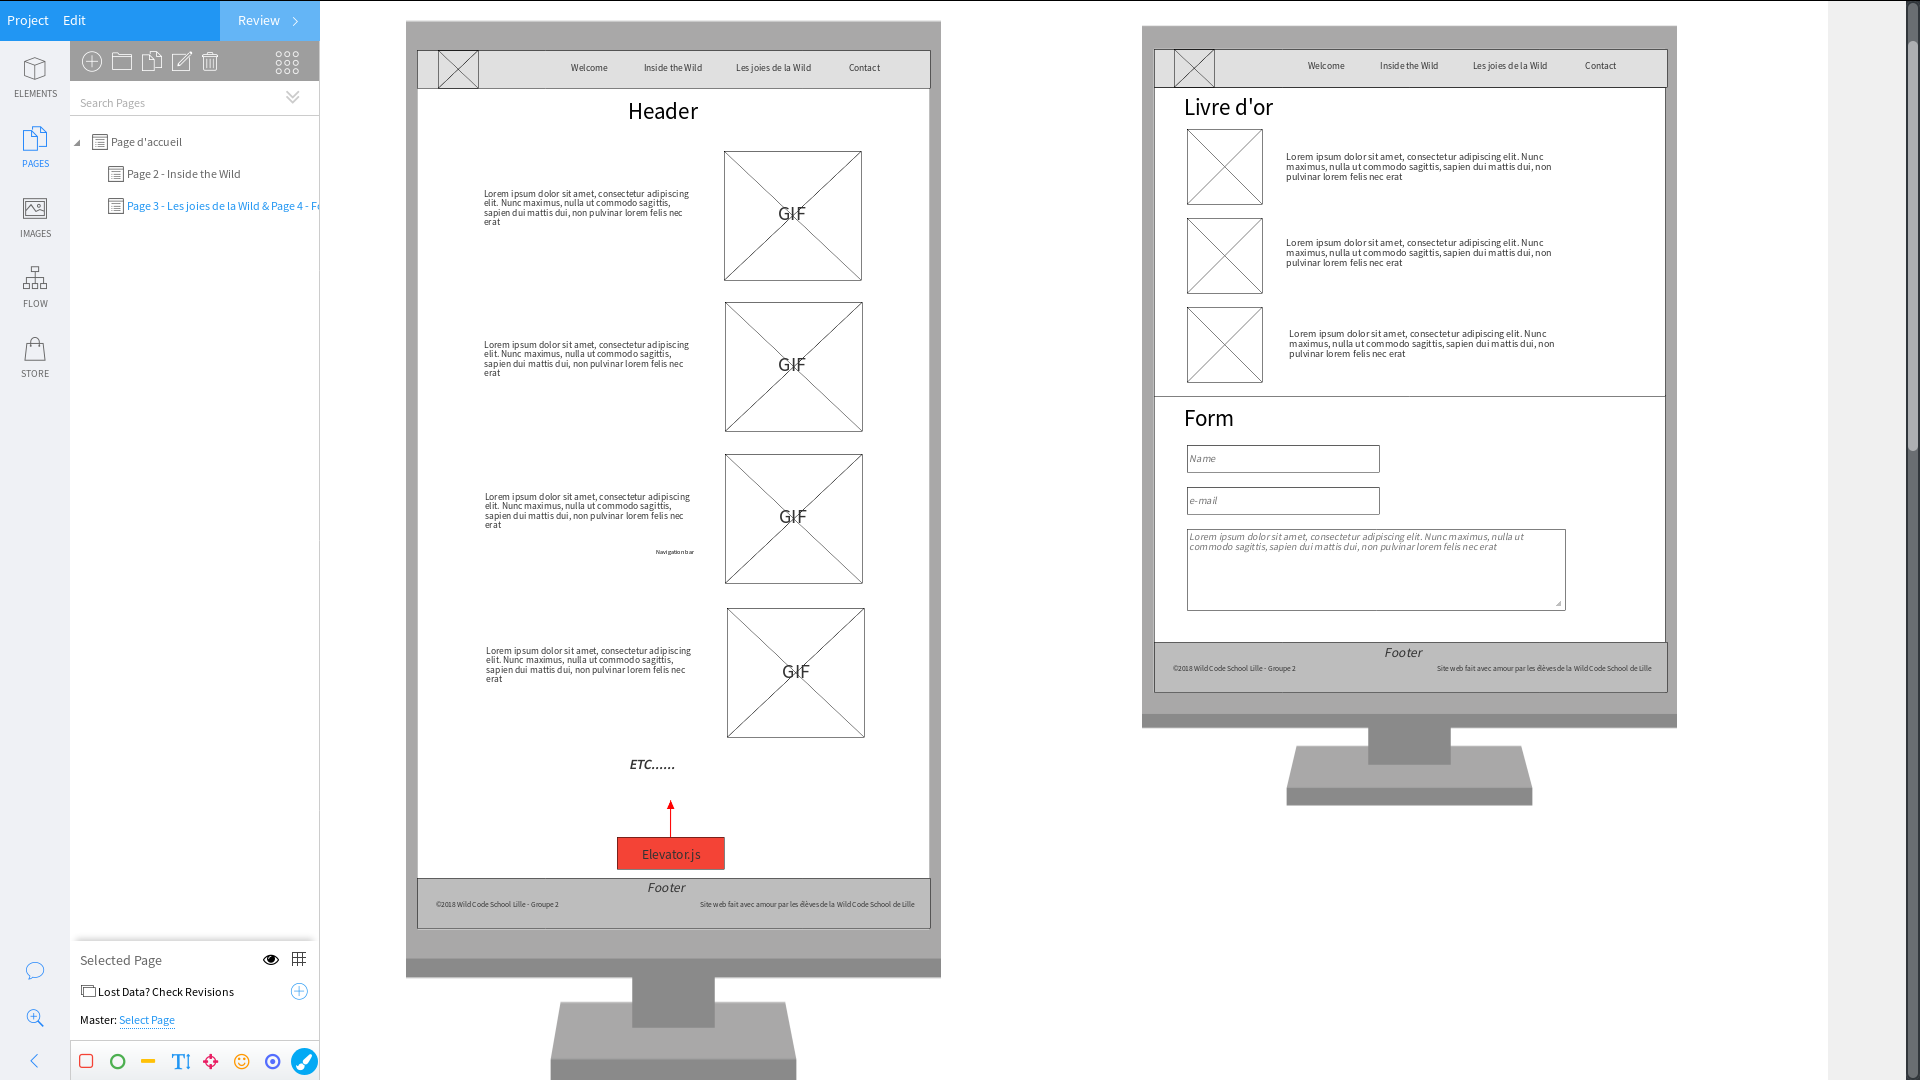 Project Edit Review
ELEMENTS
PAGES
IMAGES
FLOW
STORE
Search Pages
Page d'accueil
Page 2 - Inside the Wild
Page 3 - Les joies de la Wild & Page 4 - Fo
Selected Page
Lost Data? Check Revisions
Master: Select Page
T
Welcome Inside the Wild Les joies de la Wild Contact
Header
Lorem ipsum dolor sit amet, consectetur adipiscing
elit. Nunc maximus, nulla ut commodo sagittis,
sapien dui mattis dui, non pulvinar lorem felis nec
erat
GIF
Lorem ipsum dolor sit amet, consectetur adipiscing
elit. Nunc maximus, nulla ut commodo sagittis,
sapien dui mattis dui, non pulvinar lorem felis nec
erat
GIF
Lorem ipsum dolor sit amet, consectetur adipiscing
elit. Nunc maximus, nulla ut commodo sagittis,
sapien dui mattis dui, non pulvinar lorem felis nec
erat
GIF
Navigation bar
Lorem ipsum dolor sit amet, consectetur adipiscing
elit. Nunc maximus, nulla ut commodo sagittis,
sapien dui mattis dui, non pulvinar lorem felis nec
erat
GIF
ETC......
Elevator.js
Footer
©2018 Wild Code School Lille - Groupe 2
Site web fait avec amour par les élèves de la Wild Code School de Lille
Welcome Inside the Wild Les joies de la Wild Contact
Livre d'or
Lorem ipsum dolor sit amet, consectetur adipiscing elit. Nunc
maximus, nulla ut commodo sagittis, sapien dui mattis dui, non
pulvinar lorem felis nec erat
Lorem ipsum dolor sit amet, consectetur adipiscing elit. Nunc
maximus, nulla ut commodo sagittis, sapien dui mattis dui, non
pulvinar lorem felis nec erat
Lorem ipsum dolor sit amet, consectetur adipiscing elit. Nunc
maximus, nulla ut commodo sagittis, sapien dui mattis dui, non
pulvinar lorem felis nec erat
Form
Name
e-mail
Lorem ipsum dolor sit amet, consectetur adipiscing elit. Nunc maximus, nulla ut
commodo sagittis, sapien dui mattis dui, non pulvinar lorem felis nec erat
Footer
©2018 Wild Code School Lille - Groupe 2
Site web fait avec amour par les élèves de la Wild Code School de Lille